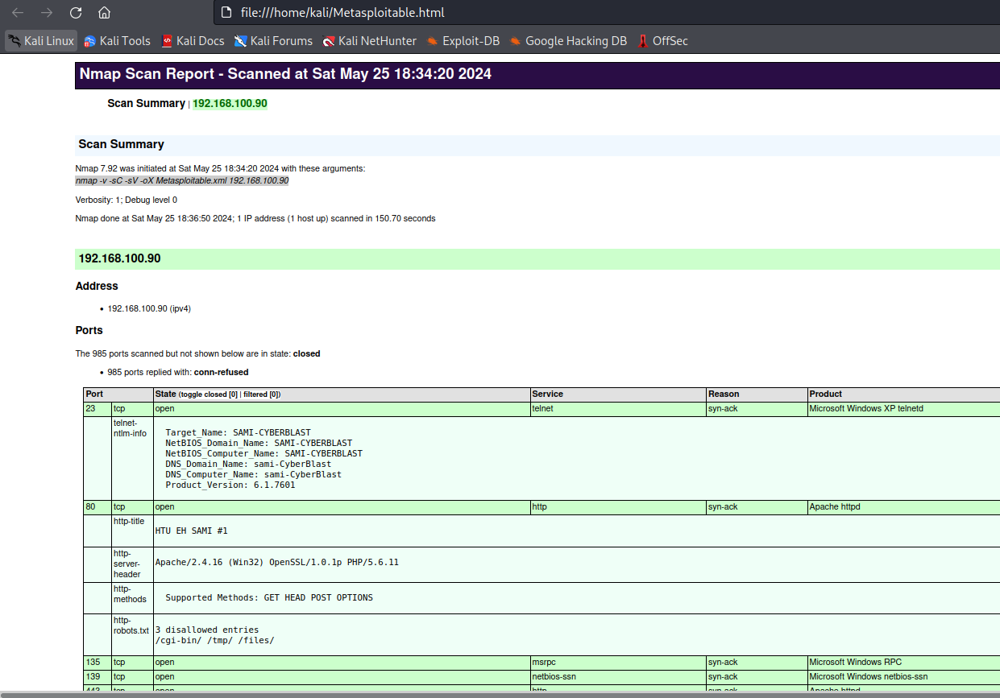 file:///home/kali/Metasploitable.html
Kali Linux Kali Tools Kali Docs Kali Forums Kali NetHunter Exploit-DB Google Hacking DB OffSec
Nmap Scan Report - Scanned at Sat May 25 18:34:20 2024
Scan Summary | 192.168.100.90
Scan Summary
Nmap 7.92 was initiated at Sat May 25 18:34:20 2024 with these arguments:
nmap -v -sC -sV -oX Metasploitable.xml 192.168.100.90
Verbosity: 1; Debug level 0
Nmap done at Sat May 25 18:36:50 2024; 1 IP address (1 host up) scanned in 150.70 seconds
192.168.100.90
Address
• 192.168.100.90 (ipv4)
Ports
The 985 ports scanned but not shown below are in state: closed
• 985 ports replied with: conn-refused
Port State (toggle closed [0] | filtered [0]) Service Reason Product
23 tcp open telnet syn-ack Microsoft Windows XP telnetd
telnet-
ntlm-info
Target_Name: SAMI-CYBERBLAST
NetBIOS_Domain_Name: SAMI-CYBERBLAST
NetBIOS_Computer_Name: SAMI-CYBERBLAST
DNS_Domain_Name: sami-CyberBlast
DNS_Computer_Name: sami-CyberBlast
Product_Version: 6.1.7601
80 tcp open http syn-ack Apache httpd
http-title
HTU EH SAMI #1
http-
server-
header
Apache/2.4.16 (Win32) OpenSSL/1.0.1p PHP/5.6.11
http-
methods
Supported Methods: GET HEAD POST OPTIONS
http-
robots.txt
3 disallowed entries
/cgi-bin/ /tmp/ /files/
135 tcp open msrpc syn-ack Microsoft Windows RPC
139 tcp open netbios-ssn syn-ack Microsoft Windows netbios-ssn
443 tcp open http syn-ack Apache httpd